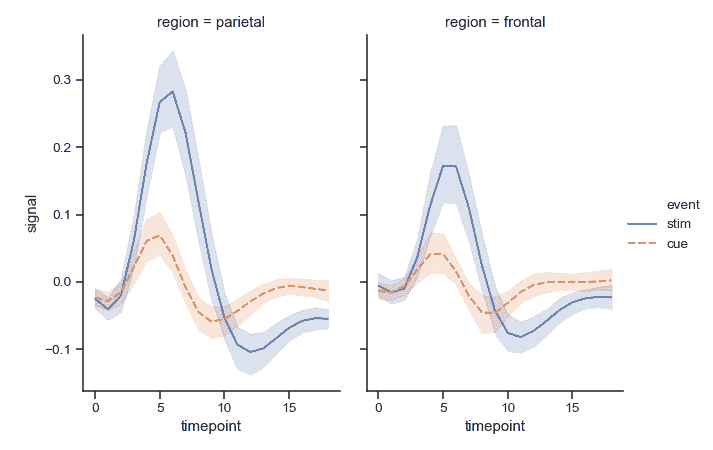 region = parietal
region = frontal
signal
0.3
0.2
0.1
0.0
−0.1
0
5
10
15
timepoint
0
5
10
15
timepoint
event
stim
cue